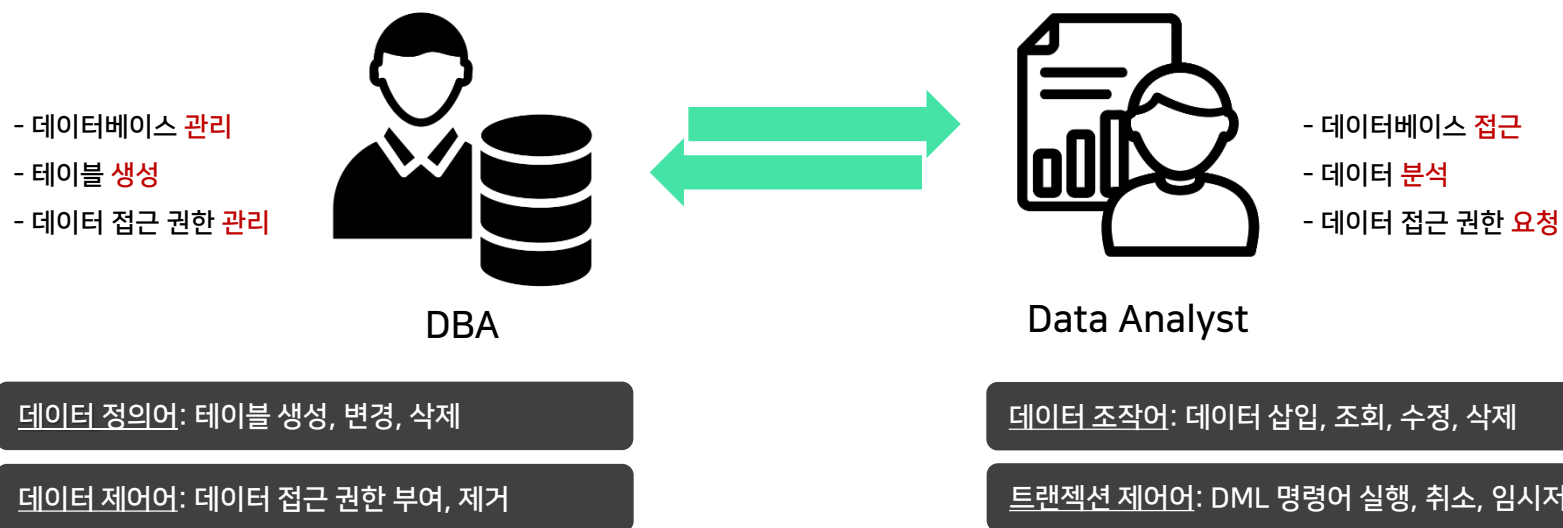 - 데이터베이스 관리
- 테이블 생성
- 데이터 접근 권한 관리
DBA
- 데이터베이스 접근
- 데이터 분석
- 데이터 접근 권한 요청
Data Analyst
데이터 정의어: 테이블 생성, 변경, 삭제
데이터 조작어: 데이터 삽입, 조회, 수정, 삭제
데이터 제어어: 데이터 접근 권한 부여, 제거
트랜젝션 제어어: DML 명령어 실행, 취소,